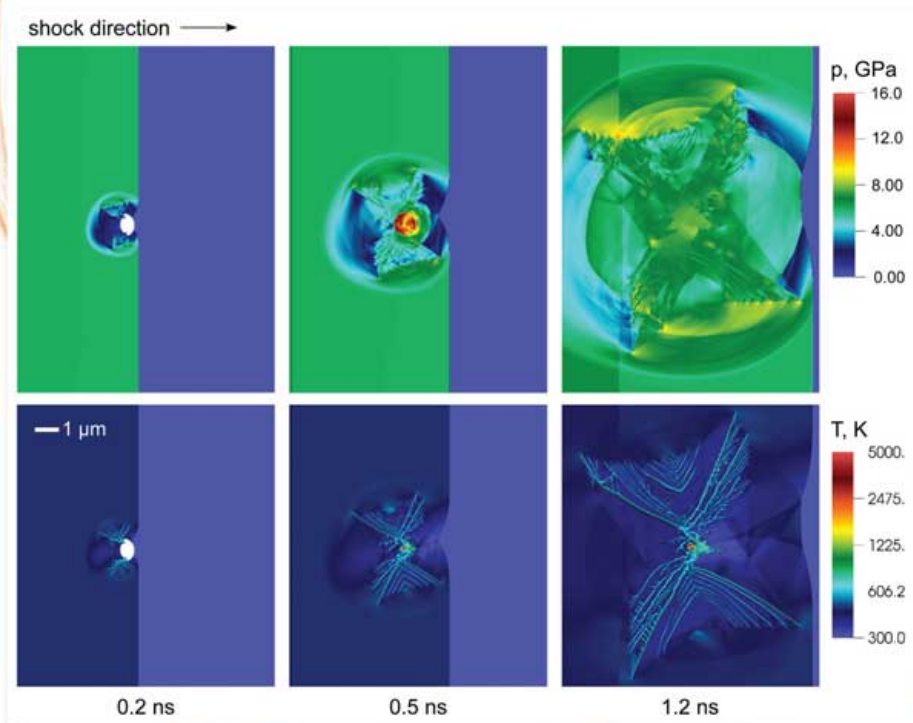 shock direction
p, GPa
16.0
12.0
8.00
4.00
0.00
1 μm
T, K
5000.
2475.
1225.
606.2
300.0
0.2 ns
0.5 ns
1.2 ns